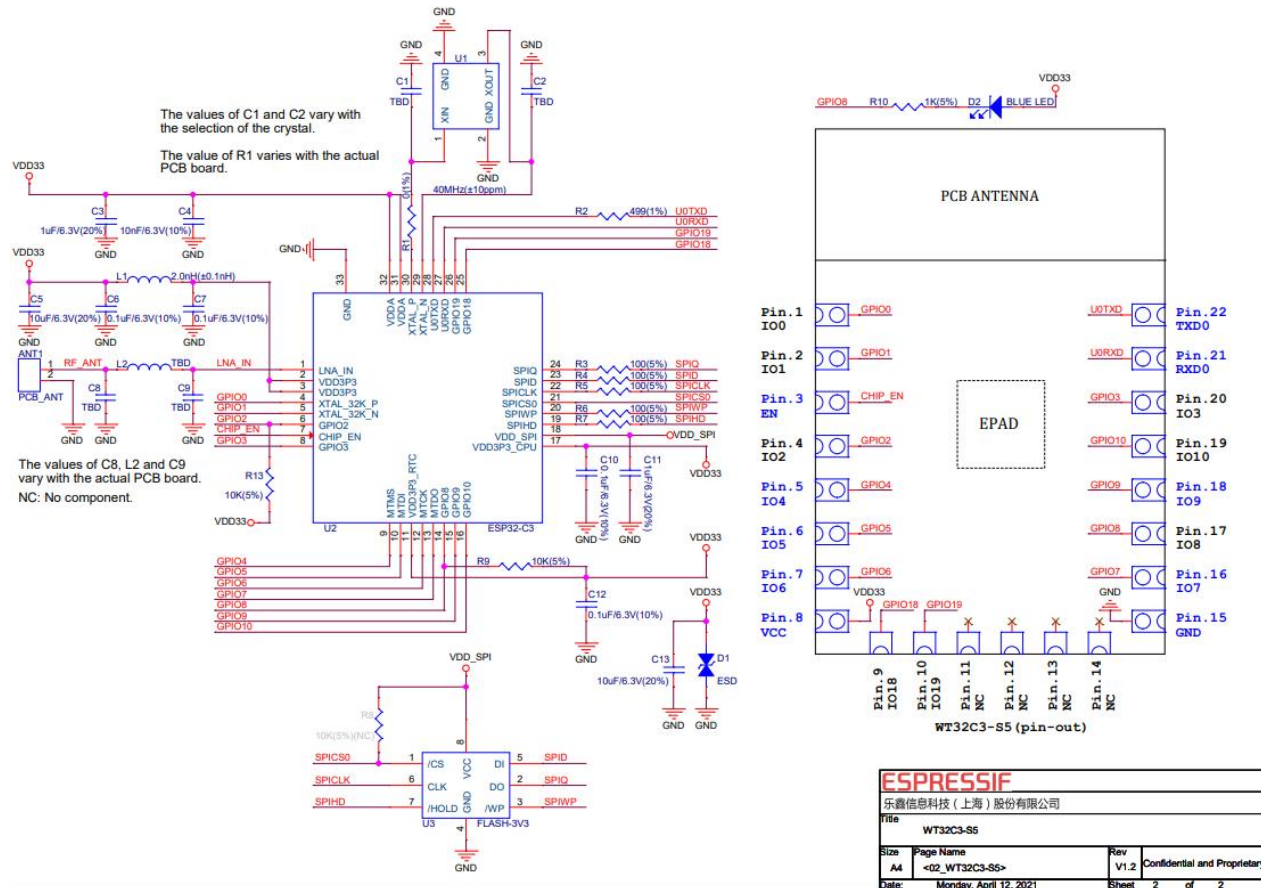 GND
GND
4
3
GND
U1
C1
TBD
GND
XOUT
C2
TBD
XIN
GND
1
2
GND
The values of C1 and C2 vary with
the selection of the crystal.
The value of R1 varies with the actual
PCB board.
VDD33
0(1%)
R1
40MHz(±10ppm)
C3
1uF/6.3V(20%)
GND
C4
10nF/6.3V(10%)
GND
R2
499(1%)
U0TXD
U0RXD
GPIO19
GPIO18
GND
VDD33
L1
2.0nH(±0.1nH)
C5
10uF/6.3V(20%)
GND
C6
0.1uF/6.3V(10%)
GND
C7
0.1uF/6.3V(10%)
GND
ANT1
1
2
PCB_ANT
RF_ANT
L2
TBD
LNA_IN
C8
TBD
GND
GND
C9
TBD
GND
GPIO0
GPIO1
GPIO2
CHIP_EN
GPIO3
The values of C8, L2 and C9
vary with the actual PCB board.
NC: No component.
R13
10K(5%)
VDD33
33
32
31
30
29
28
27
26
25
GND
VDDA
VDDA
XTAL_P
XTAL_N
U0TXD
U0RXD
GPIO19
GPIO18
1 LNA_IN
2 VDD3P3
3 VDD3P3
4 XTAL_32K_P
5 XTAL_32K_N
6 GPIO2
7 CHIP_EN
8 GPIO3
SPIQ 24 R3 100(5%) SPIQ
SPID 23 R4 100(5%) SPID
SPICLK 22 R5 100(5%) SPICLK
SPICS0 21 SPICS0
SPIWP 20 R6 100(5%) SPIWP
SPIHD 19 R7 100(5%) SPIHD
VDD_SPI 18 VDD_SPI
VDD3P3_CPU 17
VDD33
C10
0.1uF/6.3V(10%)
GND
C11
1uF/6.3V(20%)
GND
MTMS
MTDI
VDD3P3_RTC
MTCK
MTDO
GPIO8
GPIO9
GPIO10
U2
ESP32-C3
9
10
11
12
13
14
15
16
GPIO4
GPIO5
GPIO6
GPIO7
GPIO8
GPIO9
GPIO10
R9
10K(5%)
VDD33
C12
0.1uF/6.3V(10%)
GND
VDD33
C13
10uF/6.3V(20%)
GND
D1
ESD
GND
VDD_SPI
R8
10K(5%)(NC)
8
SPICS0 1 /CS
SPICLK 6 CLK
SPIHD 7 /HOLD
VCC
GND
DI 5 SPID
DO 2 SPIQ
/WP 3 SPIWP
U3
FLASH-3V3
4
GND
GPIO8
R10
1K(5%)
D2
BLUE LED
VDD33
PCB ANTENNA
EPAD
Pin.1
IO0
GPIO0
Pin.2
IO1
GPIO1
Pin.3
EN
CHIP_EN
Pin.4
IO2
GPIO2
Pin.5
IO4
GPIO4
Pin.6
IO5
GPIO5
Pin.7
IO6
GPIO6
Pin.8
VCC
VDD33
GPIO18
GPIO19
Pin.9
IO18
Pin.10
IO19
Pin.11
NC
Pin.12
NC
Pin.13
NC
Pin.14
NC
U0TXD
Pin.22
TXD0
U0RXD
Pin.21
RXD0
GPIO3
Pin.20
IO3
GPIO10
Pin.19
IO10
GPIO9
Pin.18
IO9
GPIO8
Pin.17
IO8
GPIO7
Pin.16
IO7
GND
Pin.15
GND
WT32C3-S5(pin-out)
ESPRESSIF
乐鑫信息科技（上海）股份有限公司
Title
WT32C3-S5
Size
A4
Page Name
<02_WT32C3-S5>
Rev
V1.2
Confidential and Proprietary
Date: Monday, April 12, 2021
Sheet 2 of 2